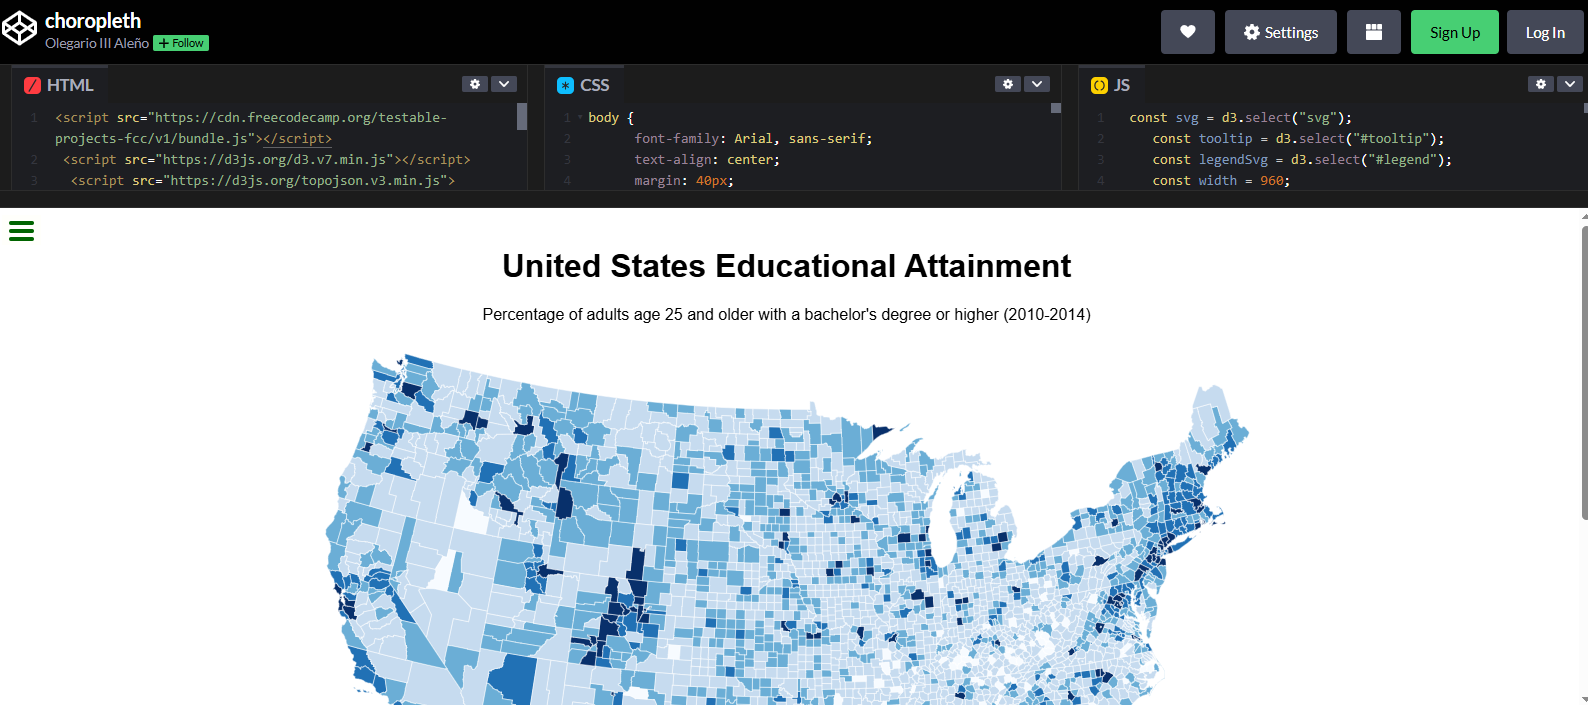 choropleth
Olegario III Aleño + Follow
Settings
Sign Up
Log In
HTML
1 <script src="https://cdn.freecodecamp.org/testable-
projects-fcc/v1/bundle.js"></script>
2 <script src="https://d3js.org/d3.v7.min.js"></script>
3 <script src="https://d3js.org/topojson.v3.min.js">
CSS
1 body {
2 font-family: Arial, sans-serif;
3 text-align: center;
4 margin: 40px;
JS
1 const svg = d3.select("svg");
2 const tooltip = d3.select("#tooltip");
3 const legendSvg = d3.select("#legend");
4 const width = 960;
United States Educational Attainment
Percentage of adults age 25 and older with a bachelor's degree or higher (2010-2014)